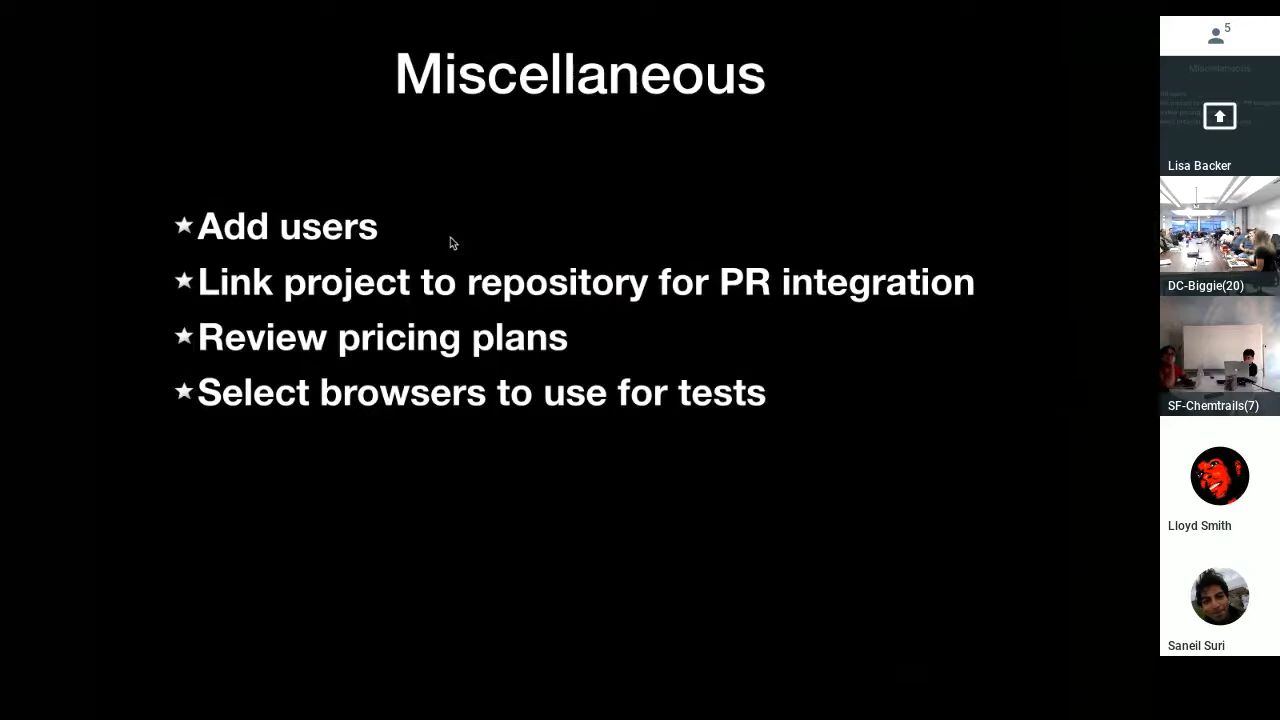 Miscellaneous
★Add users
★Link project to repository for PR integration
★Review pricing plans
★Select browsers to use for tests
5
Miscellaneous
Lisa Backer
DC-Biggie(20)
SF-Chemtrails(7)
Lloyd Smith
Saneil Suri